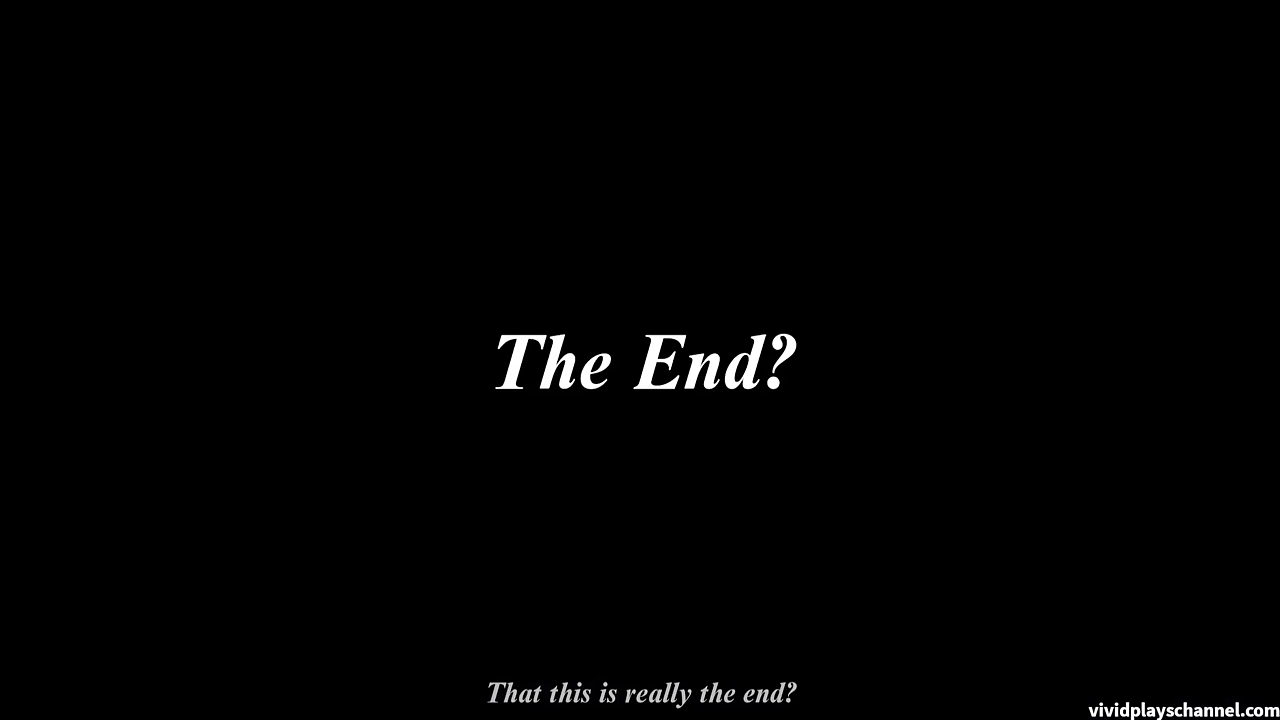 The End?
That this is really the end?
vividplayschannel.com